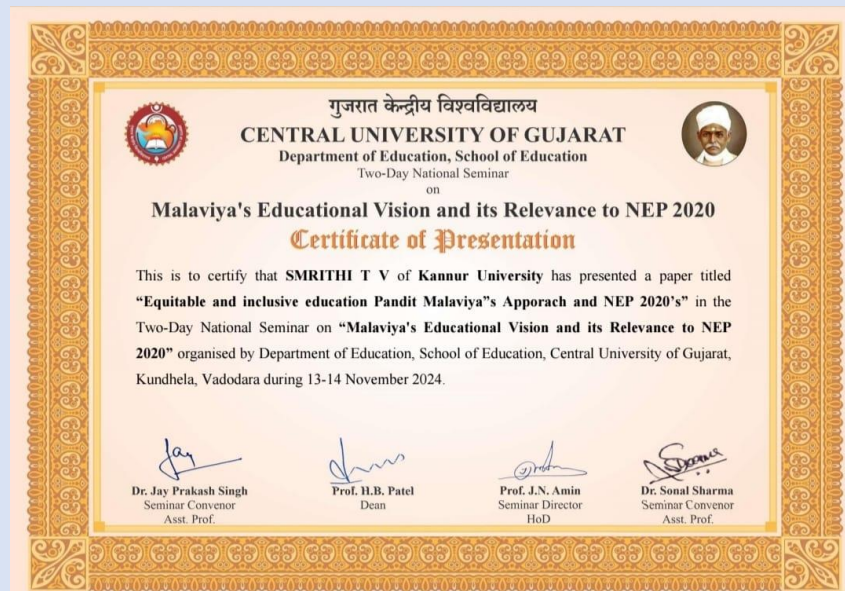 गुजरात केन्द्रीय विश्वविद्यालय
CENTRAL UNIVERSITY OF GUJARAT
Department of Education, School of Education
Two-Day National Seminar
on
Malaviya's Educational Vision and its Relevance to NEP 2020
Certificate of Presentation
This is to certify that SMRITHI T V of Kannur University has presented a paper titled
“Equitable and inclusive education Pandit Malaviya”s Apporach and NEP 2020’s” in the
Two-Day National Seminar on “Malaviya's Educational Vision and its Relevance to NEP
2020” organised by Department of Education, School of Education, Central University of Gujarat,
Kundhela, Vadodara during 13-14 November 2024.
Dr. Jay Prakash Singh
Seminar Convenor
Asst. Prof.
Prof. H.B. Patel
Dean
Prof. J.N. Amin
Seminar Director
HoD
Dr. Sonal Sharma
Seminar Convenor
Asst. Prof.